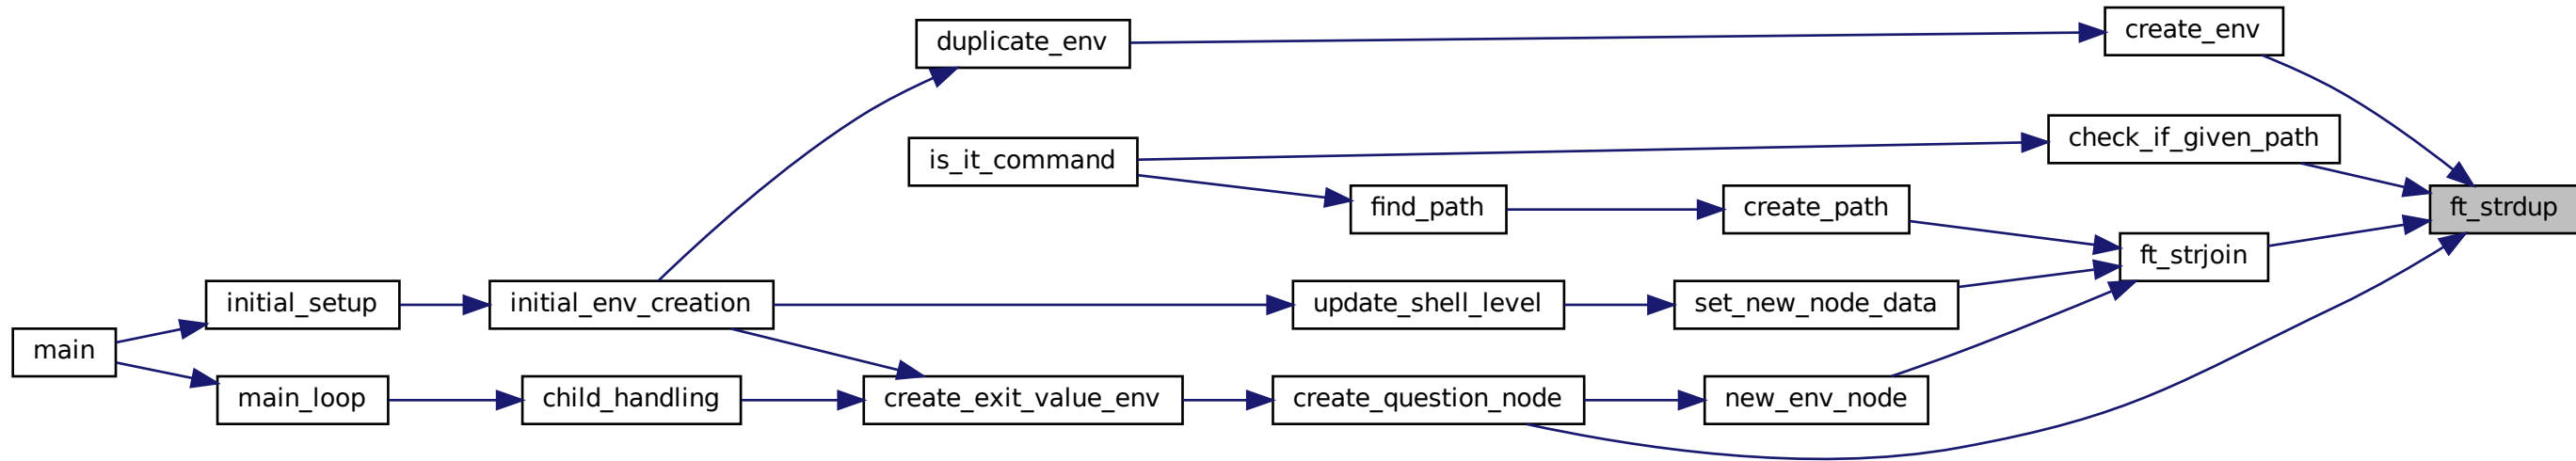 duplicate_env
create_env
check_if_given_path
is_it_command
find_path
create_path
ft_strdup
ft_strjoin
initial_setup
initial_env_creation
update_shell_level
set_new_node_data
main
main_loop
child_handling
create_exit_value_env
create_question_node
new_env_node